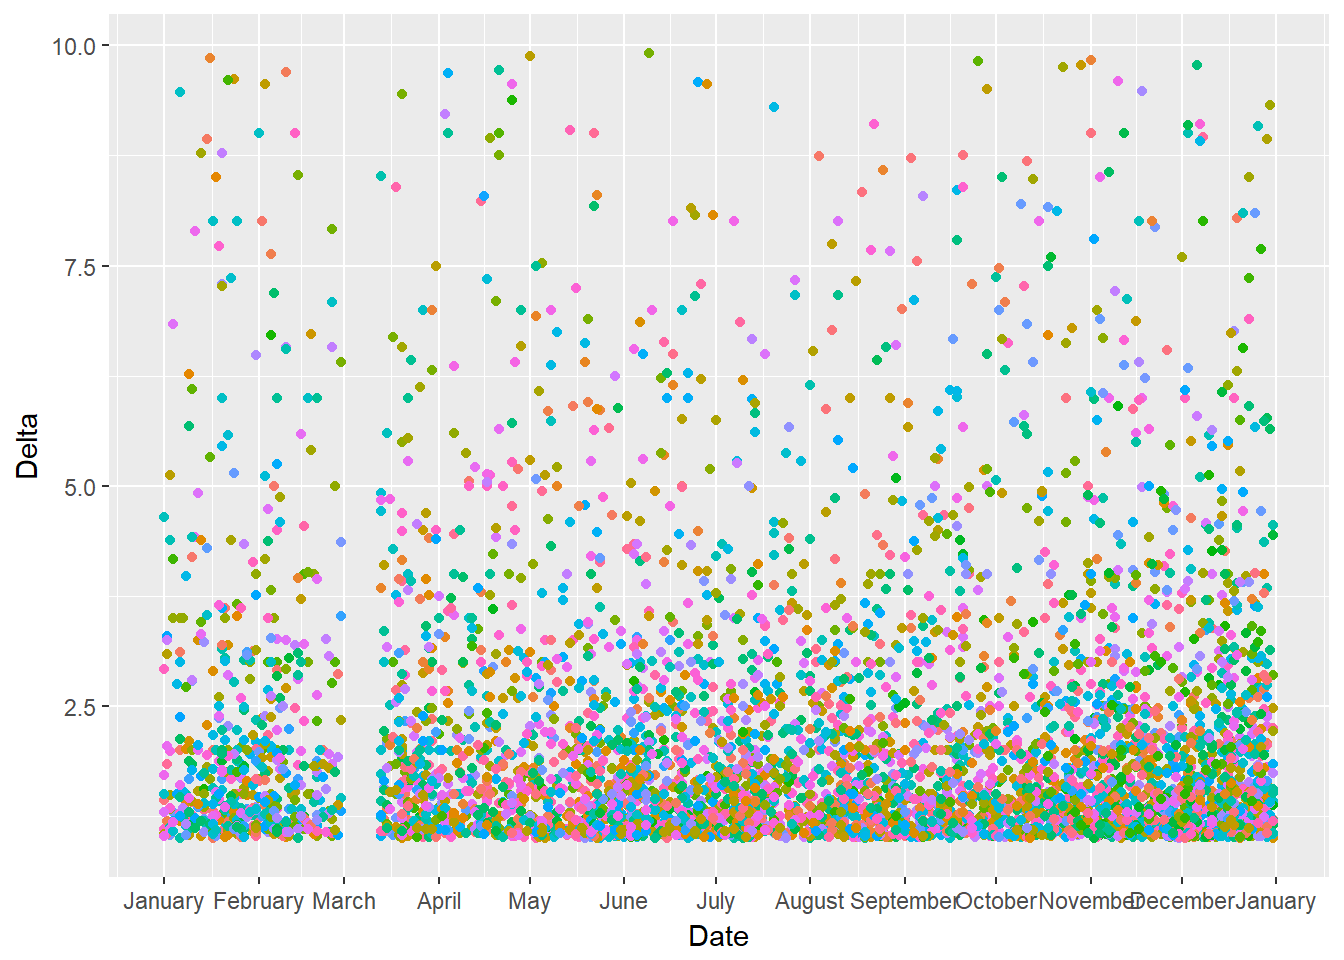 10.0
7.5
5.0
2.5
Delta
January February March April May June July August September October November December January
Date